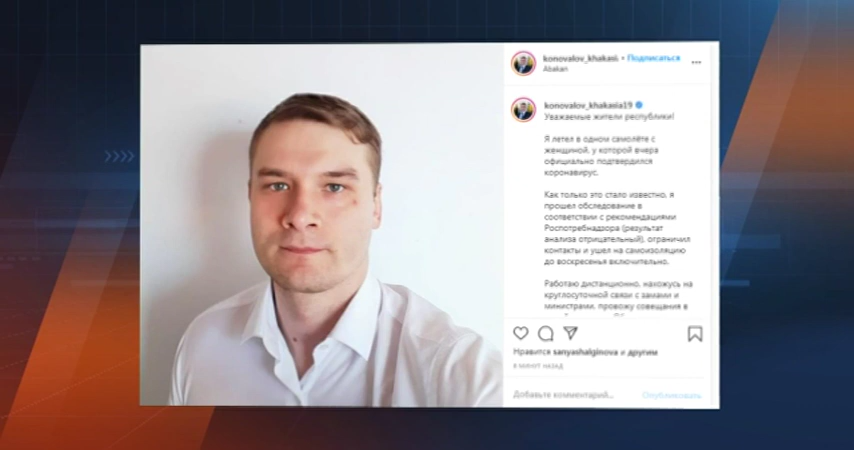 konovalov_khakasi • Подписаться
Abakan
konovalov_khakasia19
Уважаемые жители республики!
Я летел в одном самолёте с
женщиной, у которой вчера
официально подтвердился
коронавирус.
Как только это стало известно, я
прошел обследование в
соответствии с рекомендациями
Роспотребнадзора (результат
анализа отрицательный), ограничил
контакты и ушел на самоизоляцию
до воскресенья включительно.
Работаю дистанционно, нахожусь на
круглосуточной связи с замами и
министрами, провожу совещания в
Нравится sanyashalginova и другим
8 минут назад
Добавьте комментарий...
Опубликовать